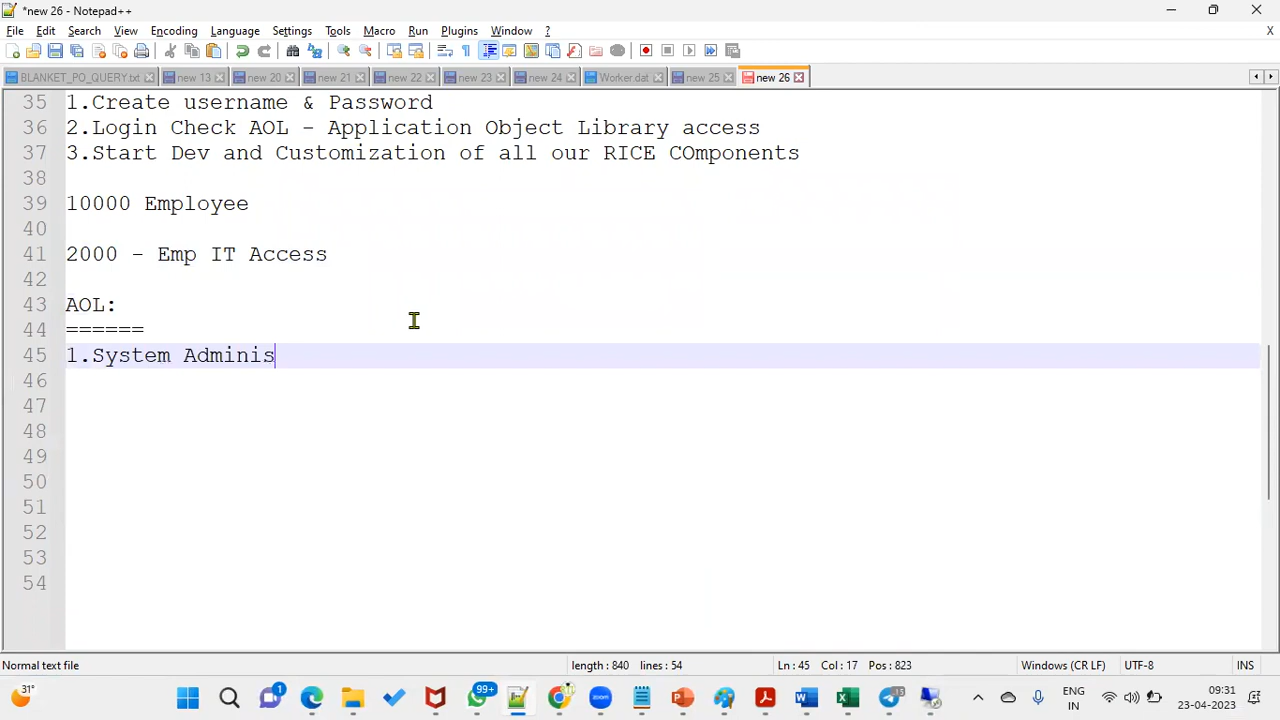 *new 26 - Notepad++
File Edit Search View Encoding Language Settings Tools Macro Run Plugins Window ? X
BLANKET_PO_QUERY.txt new 13 new 20 new 21 new 22 new 23 new 24 Worker.dat new 25 new 26
35 1.Create username & Password
36 2.Login Check AOL - Application Object Library access
37 3.Start Dev and Customization of all our RICE COmponents
38
39 10000 Employee
40
41 2000 - Emp IT Access
42
43 AOL:
44 ======
45 1.System Adminis
46
47
48
49
50
51
52
53
54
Normal text file length : 840 lines : 54 Ln : 45 Col : 17 Pos : 823 Windows (CR LF) UTF-8 INS
31° 1 99+ 13 ENG IN 09:31 23-04-2023